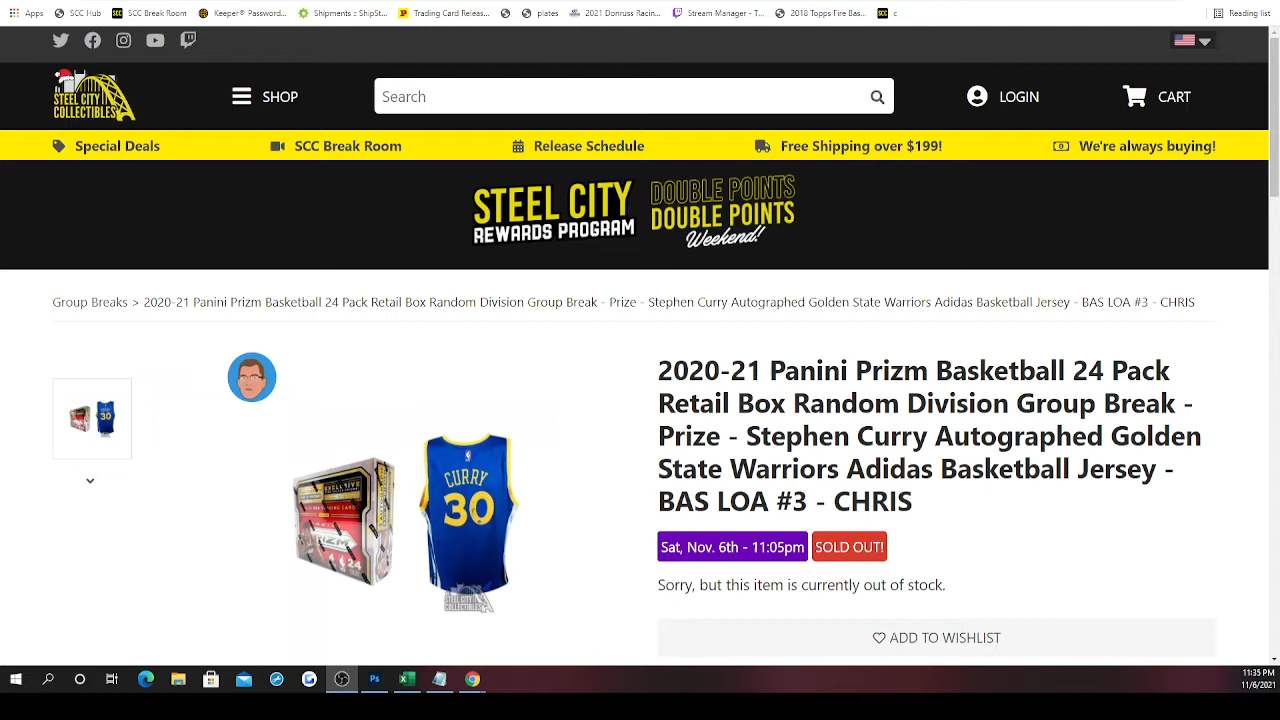 Apps SCC Hub SCC Break Room Keeper® Password... Shipments :: ShipSt... Trading Card Releas... plates 2021 Donruss Racin... Stream Manager - T... 2018 Topps Fire Bas... c Reading list
STEEL CITY
COLLECTIBLES
SHOP
Search
LOGIN
CART
Special Deals SCC Break Room Release Schedule Free Shipping over $199! We're always buying!
STEEL CITY
REWARDS PROGRAM
DOUBLE POINTS
DOUBLE POINTS
Weekend!
Group Breaks > 2020-21 Panini Prizm Basketball 24 Pack Retail Box Random Division Group Break - Prize - Stephen Curry Autographed Golden State Warriors Adidas Basketball Jersey - BAS LOA #3 - CHRIS
CURRY
30
EXCLUSIVE
PRIZM
STEEL CITY
COLLECTIBLES
2020-21 Panini Prizm Basketball 24 Pack
Retail Box Random Division Group Break -
Prize - Stephen Curry Autographed Golden
State Warriors Adidas Basketball Jersey -
BAS LOA #3 - CHRIS
Sat, Nov. 6th - 11:05pm SOLD OUT!
Sorry, but this item is currently out of stock.
ADD TO WISHLIST
11:35 PM
11/6/2021